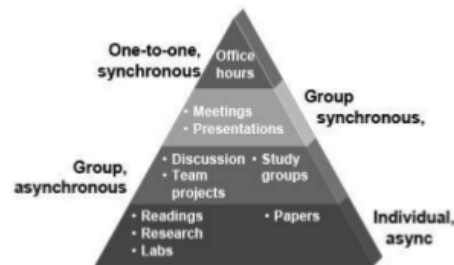 One-to-one,
synchronous
Office
hours
• Meetings
• Presentations
Group
synchronous,
Group,
asynchronous
• Discussion
• Team
projects
• Study
groups
• Readings
• Research
• Labs
• Papers
Individual,
async